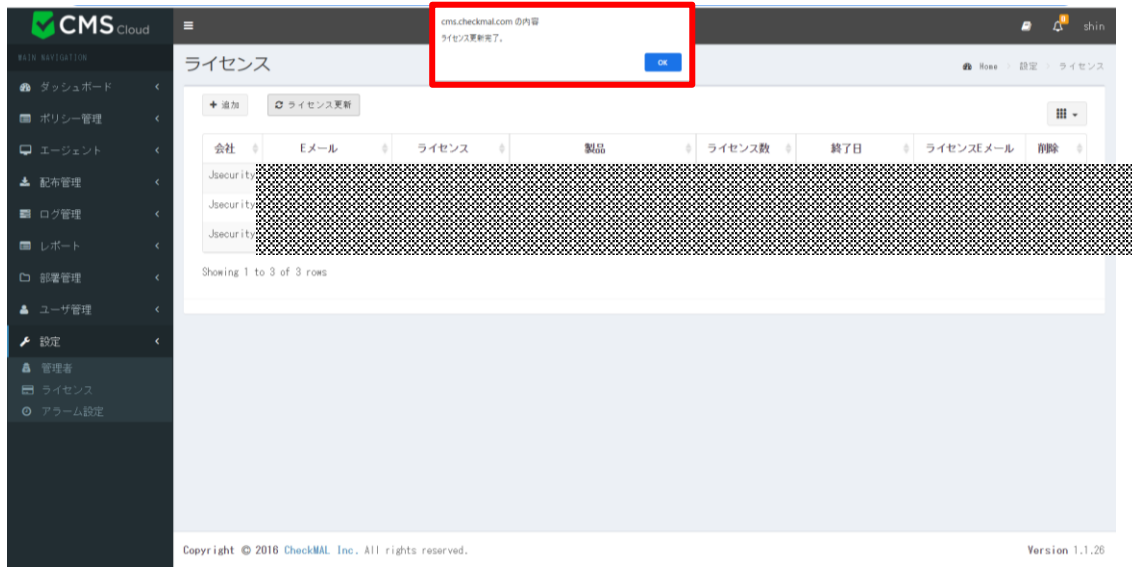 CMS Cloud
cms.checkmal.com の内容
ライセンス更新完了。
OK
shin
MAIN NAVIGATION
ダッシュボード
ポリシー管理
エージェント
配布管理
ログ管理
レポート
部署管理
ユーザ管理
設定
管理者
ライセンス
アラーム設定
ライセンス
Home 設定 ライセンス
追加 ライセンス更新
会社 Eメール ライセンス 製品 ライセンス数 終了日 ライセンスEメール 削除
Jsecurity
Jsecurity
Jsecurity
Showing 1 to 3 of 3 rows
Copyright © 2016 CheckMAL Inc. All rights reserved.
Version 1.1.26